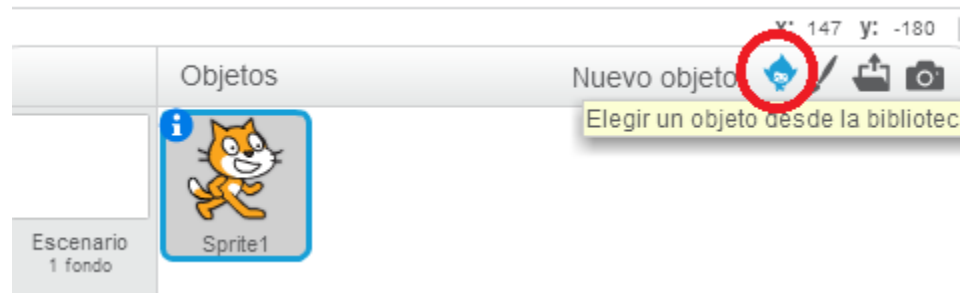 x: 147 y: -180
Objetos Nuevo objeto
Elegir un objeto desde la bibliotec
i
Sprite1
Escenario
1 fondo